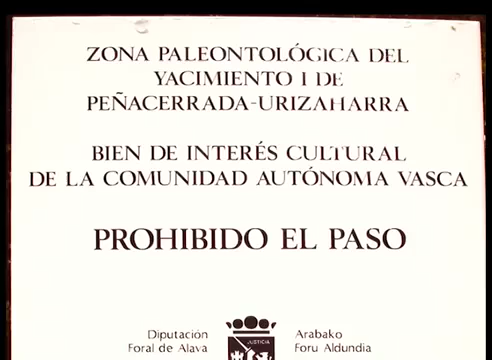 ZONA PALEONTOLÓGICA DEL
YACIMIENTO I DE
PEÑACERRADA-URIZAHARRA
BIEN DE INTERÉS CULTURAL
DE LA COMUNIDAD AUTÓNOMA VASCA
PROHIBIDO EL PASO
Diputación
Foral de Alava
JUSTICIA
Arabako
Foru Aldundia